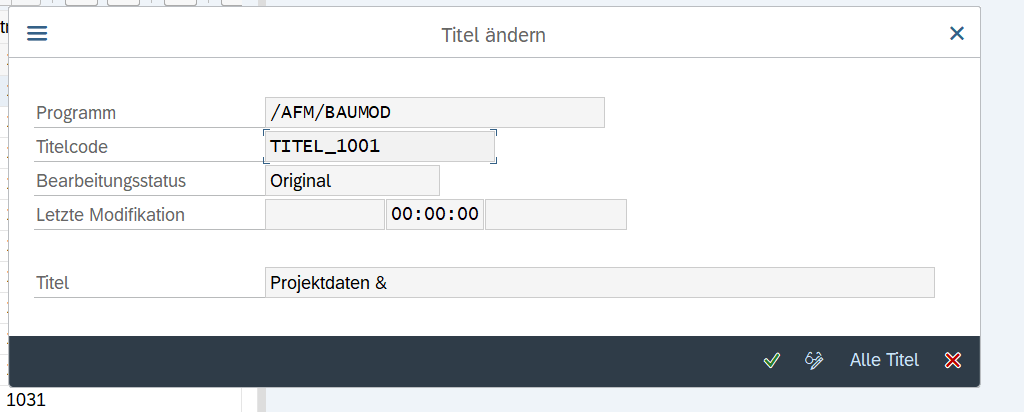 Titel ändern
Programm /AFM/BAUMOD
Titelcode TITEL_1001
Bearbeitungsstatus Original
Letzte Modifikation 00:00:00
Titel Projektdaten &
Alle Titel
1031